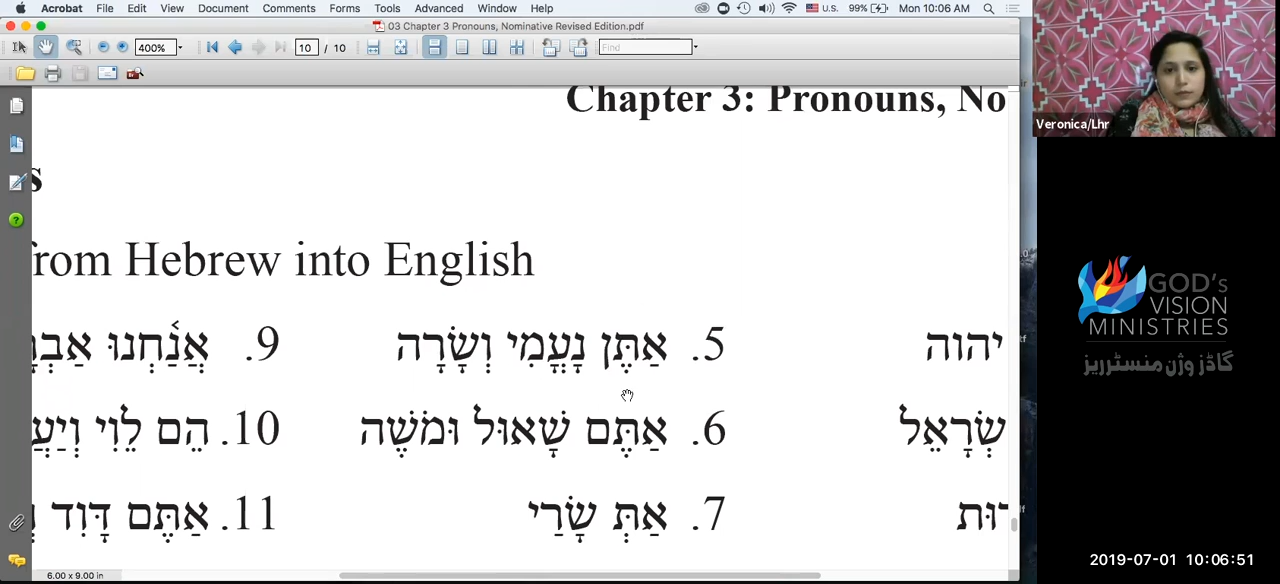 Acrobat File Edit View Document Comments Forms Tools Advanced Window Help U.S. 99% Mon 10:06 AM
03 Chapter 3 Pronouns, Nominative Revised Edition.pdf
400% 10 / 10 Find
Chapter 3: Pronouns, No
s
from Hebrew into English
יהוה
5. אַתֶּן נָעֳמִי וְשָׂרָה
9. אֲנַ֫חְנוּ
6. אַתֶּם שָׁאוּל וּמֹשֶׁה
10. הֵם לֵוִי
7. אַתְּ שָׂרַי
11. אַתֶּם דָּוִד
6.00 x 9.00 in
Veronica/Lhr
GOD's
VISION
MINISTRIES
گاڈز وژن منسٹریز
2019-07-01 10:06:51